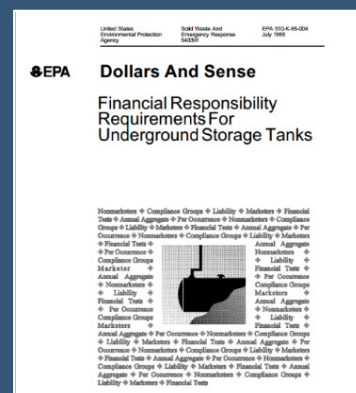 United States
Environmental Protection
Agency
Solid Waste And
Emergency Response
5403W
EPA 510-K-95-004
July 1995
EPA
Dollars And Sense
Financial Responsibility
Requirements For
Underground Storage Tanks
Nonmarketers ✥ Compliance Groups ✥ Liability ✥ Marketers ✥ Financial
Tests ✥ Annual Aggregate ✥ Per Occurrence ✥ Nonmarketers ✥ Compliance
Groups ✥ Liability ✥ Marketers ✥ Financial Tests ✥ Annual Aggregate ✥ Per
Occurrence ✥ Nonmarketers ✥ Compliance Groups ✥ Liability ✥ Marketers
✥ Financial Tests ✥ Annual Aggregate
✥ Per Occurrence ✥ Nonmarketers ✥
Compliance Groups ✥ Liability ✥
Marketer ✥ Financial Tests ✥
Annual Aggregate ✥ Per Occurrence
✥ Nonmarketers ✥ Compliance Groups
✥ Liability ✥ Marketers ✥
Financial Tests ✥ Annual Aggregate
✥ Per Occurrence ✥ Nonmarketers ✥
Compliance Groups ✥ Liability ✥
Marketers ✥ Financial Tests ✥
Annual Aggregate ✥ Per Occurrence ✥ Nonmarketers ✥ Compliance Groups
✥ Liability ✥ Marketers ✥ Financial Tests ✥ Annual Aggregate ✥ Per
Occurrence ✥ Nonmarketers ✥ Compliance Groups ✥ Liability ✥ Marketers
✥ Financial Tests ✥ Annual Aggregate ✥ Per Occurrence ✥ Nonmarketers ✥
Compliance Groups ✥ Liability ✥ Marketers ✥ Financial Tests ✥ Annual
Aggregate ✥ Per Occurrence ✥ Nonmarketers ✥ Compliance Groups ✥
Liability ✥ Marketers ✥ Financial Tests